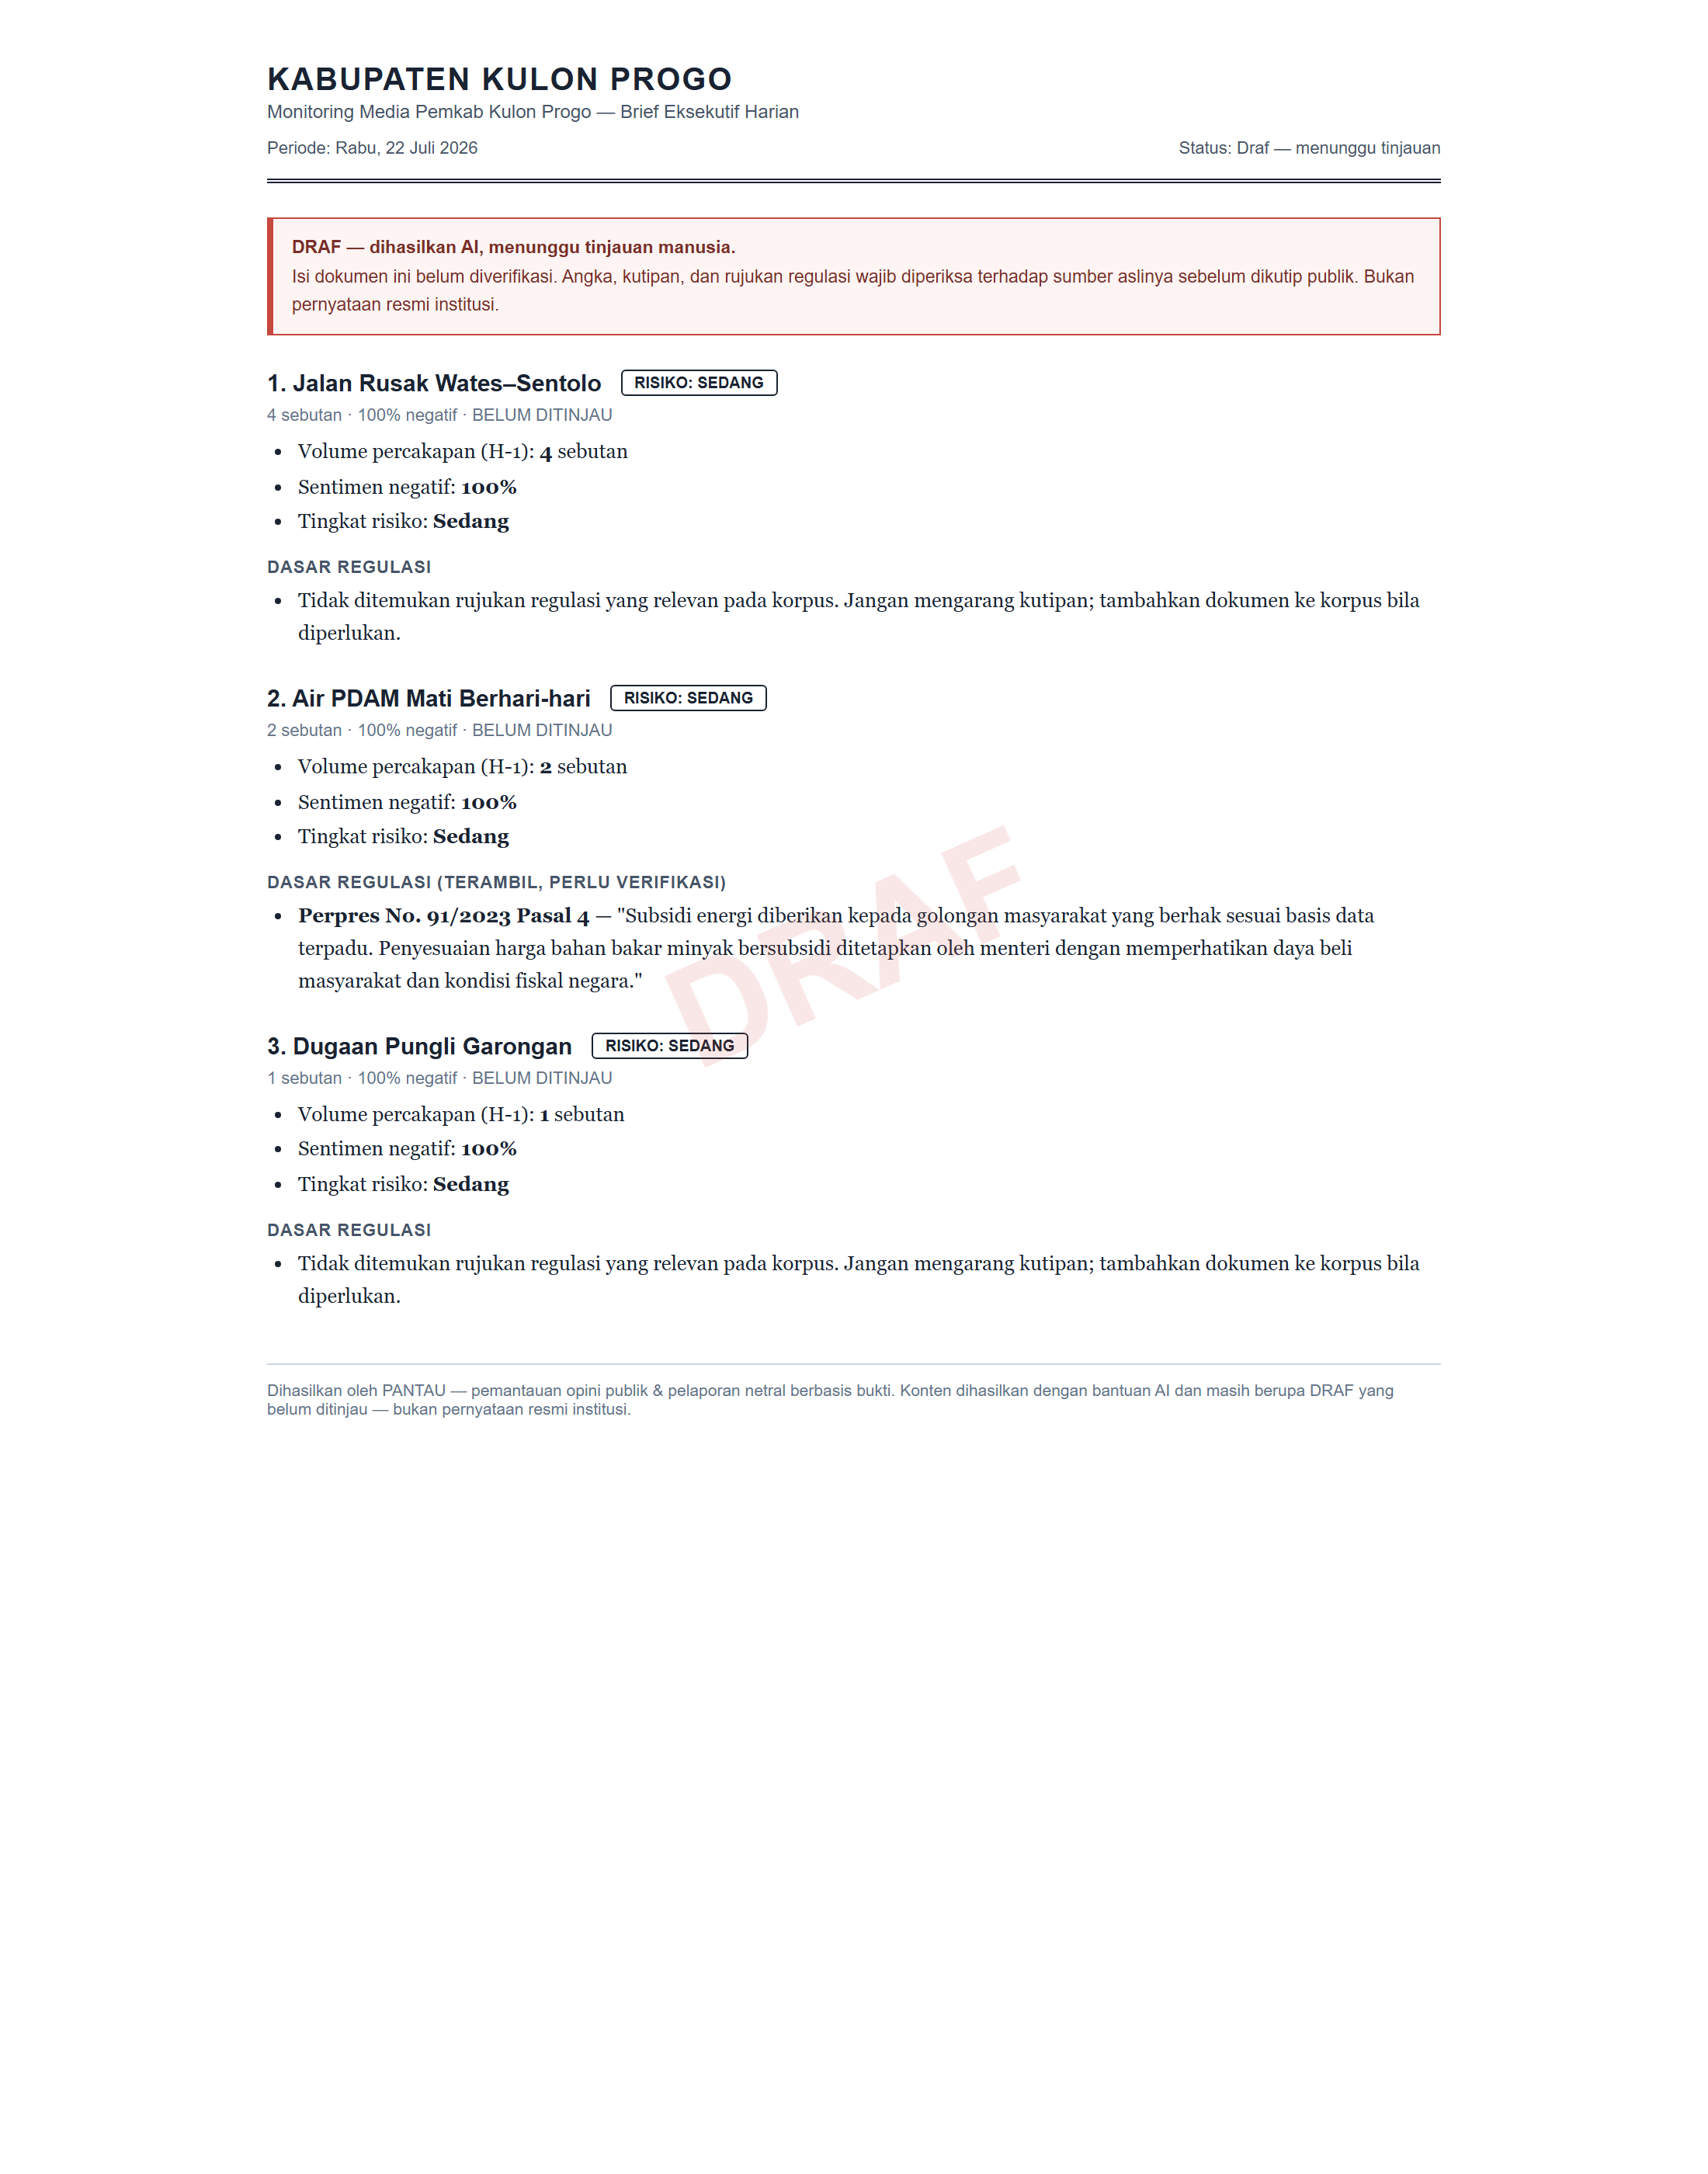 KABUPATEN KULON PROGO
Monitoring Media Pemkab Kulon Progo — Brief Eksekutif Harian
Periode: Rabu, 22 Juli 2026
Status: Draf — menunggu tinjauan
DRAF — dihasilkan AI, menunggu tinjauan manusia.
Isi dokumen ini belum diverifikasi. Angka, kutipan, dan rujukan regulasi wajib diperiksa terhadap sumber aslinya sebelum dikutip publik. Bukan
pernyataan resmi institusi.
1. Jalan Rusak Wates–Sentolo RISIKO: SEDANG
4 sebutan · 100% negatif · BELUM DITINJAU
• Volume percakapan (H-1): 4 sebutan
• Sentimen negatif: 100%
• Tingkat risiko: Sedang
DASAR REGULASI
• Tidak ditemukan rujukan regulasi yang relevan pada korpus. Jangan mengarang kutipan; tambahkan dokumen ke korpus bila
diperlukan.
2. Air PDAM Mati Berhari-hari RISIKO: SEDANG
2 sebutan · 100% negatif · BELUM DITINJAU
• Volume percakapan (H-1): 2 sebutan
• Sentimen negatif: 100%
• Tingkat risiko: Sedang
DASAR REGULASI (TERAMBIL, PERLU VERIFIKASI)
• Perpres No. 91/2023 Pasal 4 — "Subsidi energi diberikan kepada golongan masyarakat yang berhak sesuai basis data
terpadu. Penyesuaian harga bahan bakar minyak bersubsidi ditetapkan oleh menteri dengan memperhatikan daya beli
masyarakat dan kondisi fiskal negara."
DRAF
3. Dugaan Pungli Garongan RISIKO: SEDANG
1 sebutan · 100% negatif · BELUM DITINJAU
• Volume percakapan (H-1): 1 sebutan
• Sentimen negatif: 100%
• Tingkat risiko: Sedang
DASAR REGULASI
• Tidak ditemukan rujukan regulasi yang relevan pada korpus. Jangan mengarang kutipan; tambahkan dokumen ke korpus bila
diperlukan.
Dihasilkan oleh PANTAU — pemantauan opini publik & pelaporan netral berbasis bukti. Konten dihasilkan dengan bantuan AI dan masih berupa DRAF yang
belum ditinjau — bukan pernyataan resmi institusi.